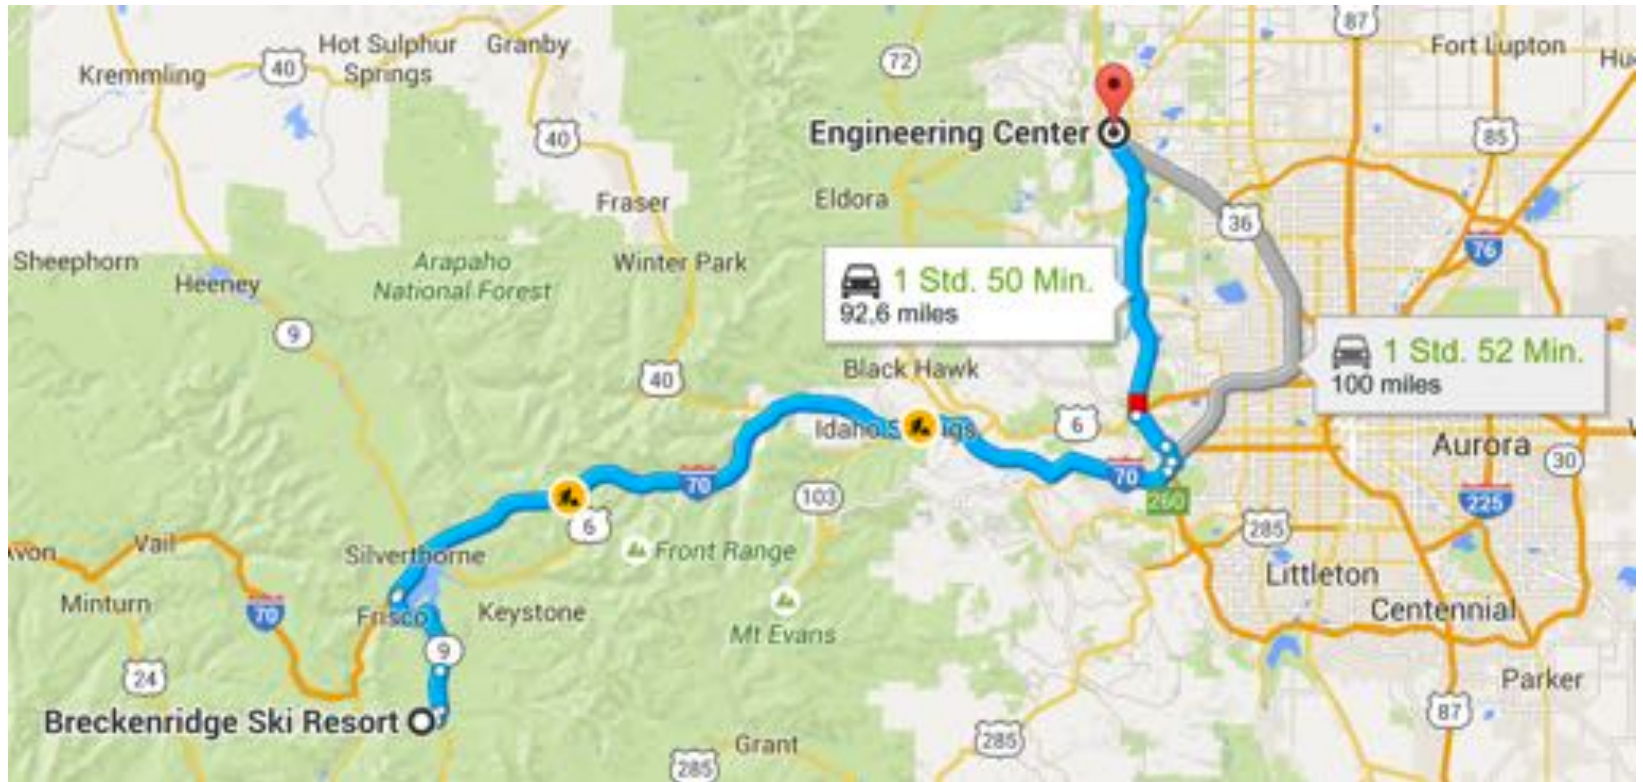 87
Hot Sulphur
Springs
Granby
Fort Lupton
40
72
Kremmling
40
Engineering Center
85
Eldora
Fraser
36
76
Sheephorn
Arapaho
National Forest
Winter Park
Heeney
1 Std. 50 Min.
92,6 miles
9
1 Std. 52 Min.
100 miles
Black Hawk
40
6
Aurora
30
70
70
103
260
225
6
285
Vail
Silverthorne
Front Range
Littleton
Minturn
70
Frisco
Keystone
Centennial
Mt Evans
9
24
Parker
Breckenridge Ski Resort
87
Grant
285
285